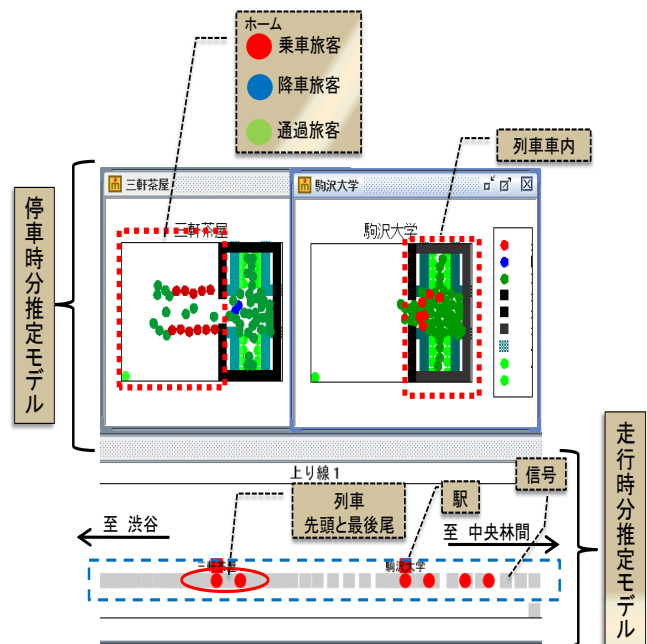 ホーム
乗車旅客
降車旅客
通過旅客
列車車内
三軒茶屋
駒沢大学
三軒茶屋
駒沢大学
停車時分推定モデル
上り線1
信号
列車
先頭と最後尾
駅
至 渋谷
至 中央林間
三軒茶屋
駒沢大学
走行時分推定モデル